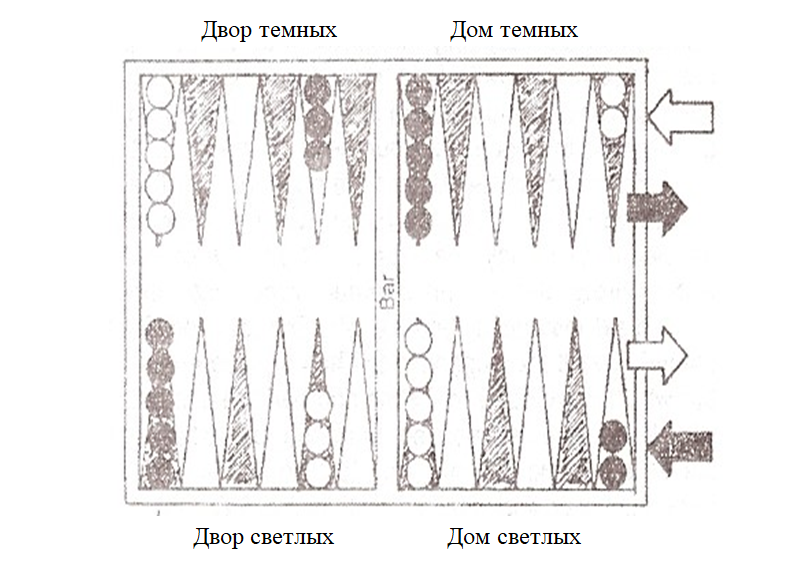 Двор темных
Дом темных
Bar
Двор светлых
Дом светлых